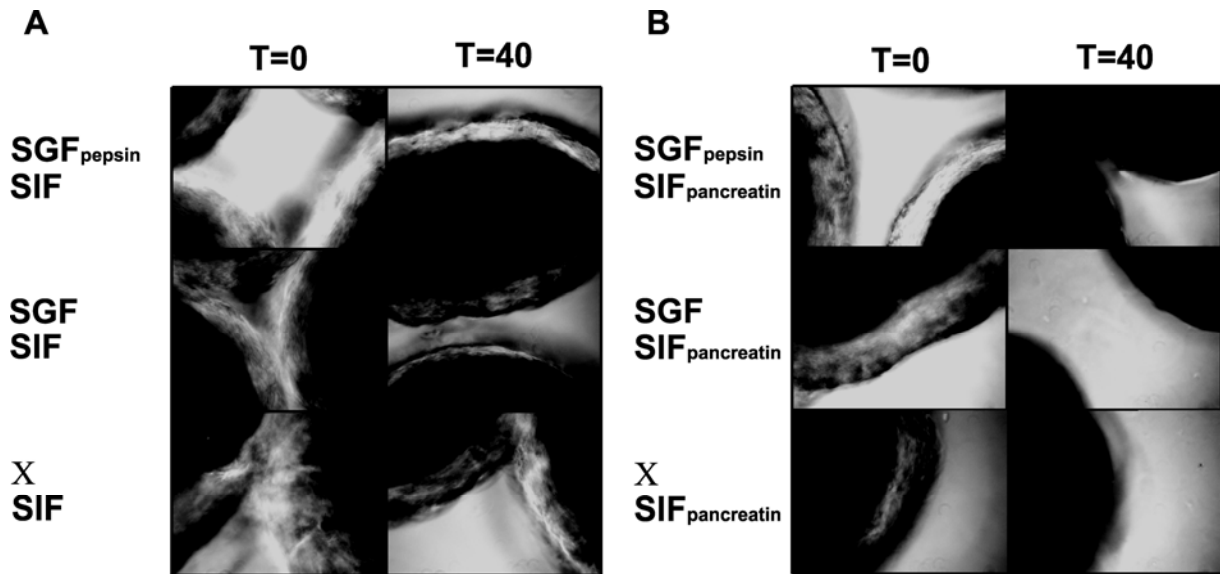 A
T=0 T=40
SGFpepsin
SIF
SGF
SIF
X
SIF
B
T=0 T=40
SGFpepsin
SIFpancreatin
SGF
SIFpancreatin
X
SIFpancreatin